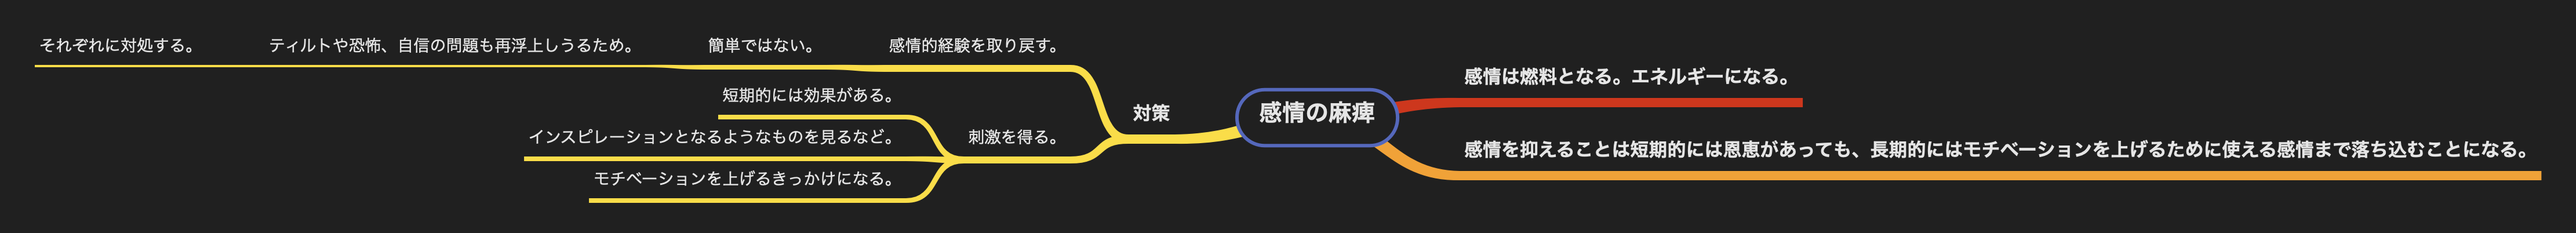 感情の麻痺
感情は燃料となる。エネルギーになる。
感情を抑えることは短期的には恩恵があっても、長期的にはモチベーションを上げるために使える感情まで落ち込むことになる。
対策
感情的経験を取り戻す。
簡単ではない。
ティルトや恐怖、自信の問題も再浮上しうるため。
それぞれに対処する。
刺激を得る。
短期的には効果がある。
インスピレーションとなるようなものを見るなど。
モチベーションを上げるきっかけになる。